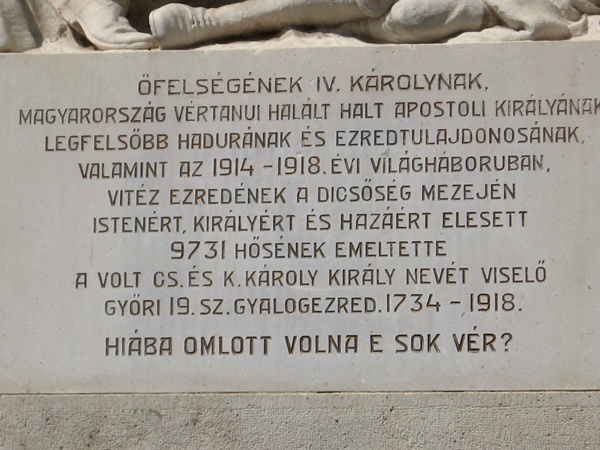 ŐFELSÉGÉNEK IV. KÁROLYNAK,
MAGYARORSZÁG VÉRTANUI HALÁLT HALT APOSTOLI KIRÁLYÁNAK
LEGFELSŐBB HADURÁNAK ÉS EZREDTULAJDONOSÁNAK,
VALAMINT AZ 1914-1918. ÉVI VILÁGHÁBORUBAN,
VITÉZ EZREDÉNEK A DICSŐSÉG MEZEJÉN
ISTENÉRT, KIRÁLYÉRT ÉS HAZÁÉRT ELESETT
9731 HŐSÉNEK EMELTETTE
A VOLT CS. ÉS K. KÁROLY KIRÁLY NEVÉT VISELŐ
GYŐRI 19. SZ. GYALOGEZRED. 1734-1918.
HIÁBA OMLOTT VOLNA E SOK VÉR?